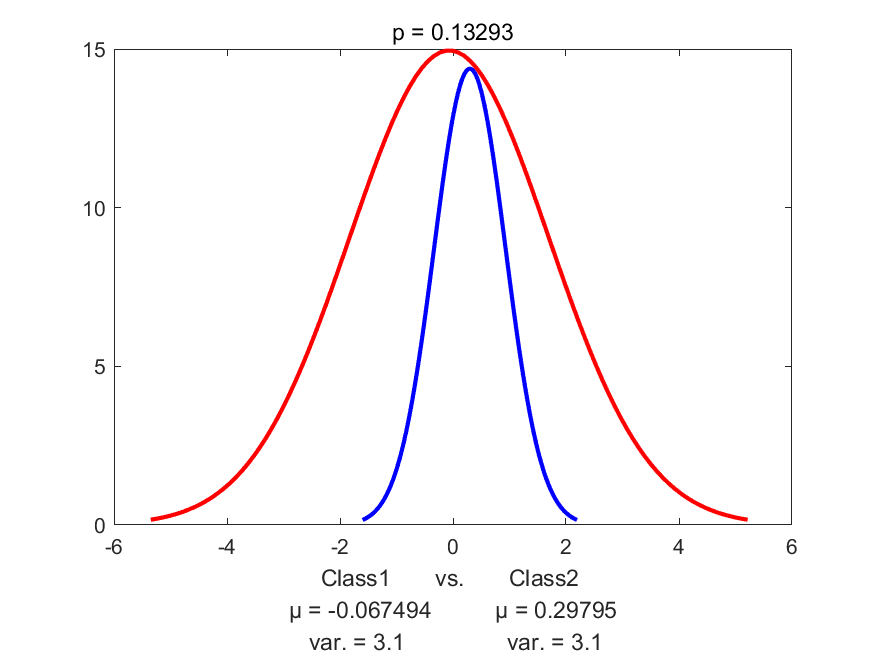 p = 0.13293
15
10
5
0
-6 -4 -2 0 2 4 6
Class1 vs. Class2
μ = -0.067494 μ = 0.29795
var. = 3.1 var. = 3.1